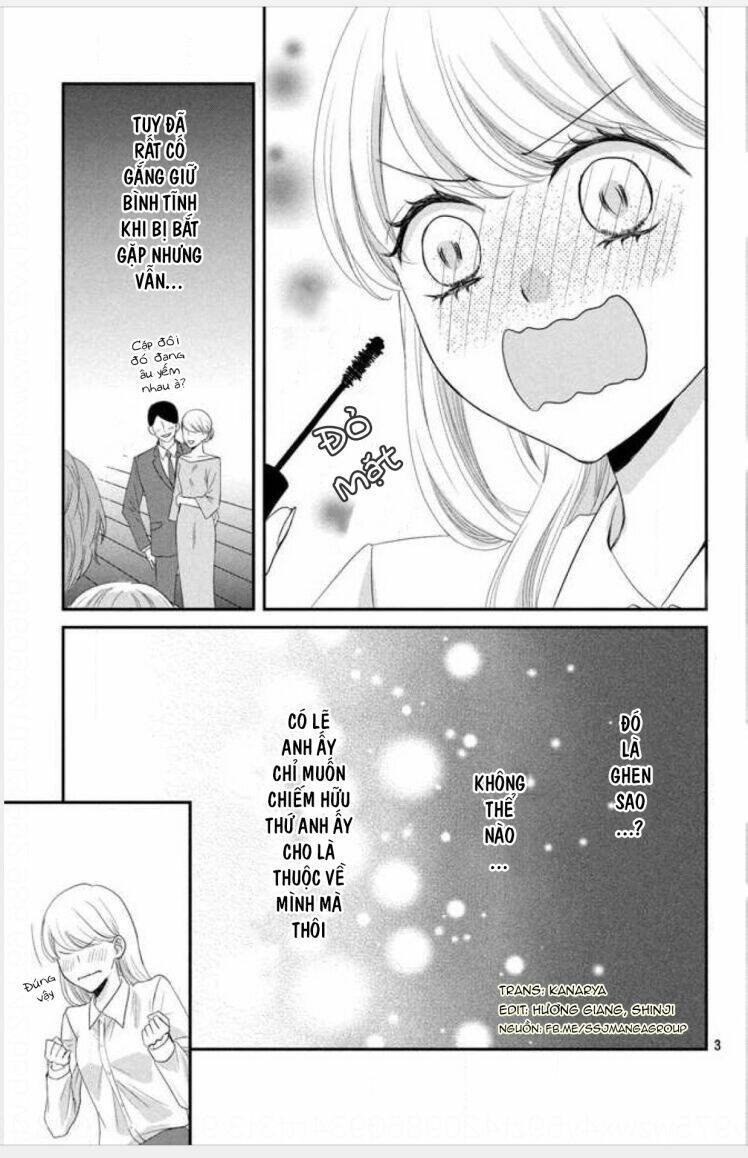 ĐỎ
MẶT
TUY ĐÃ
RẤT CỐ
GẮNG GIỮ
BÌNH TĨNH
KHI BỊ BẮT
GẶP NHƯNG
VẪN...
Cặp đôi
đó đang
âu yếm
nhau à?
ĐÓ
LÀ
GHEN
SAO
...?
KHÔNG
THỂ
NÀO
...
CÓ LẼ
ANH ẤY
CHỈ MUỐN
CHIẾM HỮU
THỨ ANH ẤY
CHO LÀ
THUỘC VỀ
MÌNH MÀ
THÔI
Đúng
vậy
TRANS: KANARYA
EDIT: HƯƠNG GIANG, SHINJI
NGUỒN: FB.ME/SSJMANGAGROUP
3